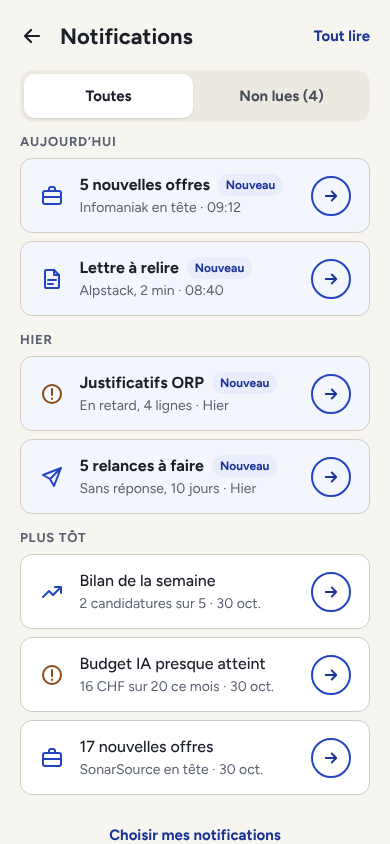 Notifications
Tout lire
Toutes
Non lues (4)
AUJOURD'HUI
5 nouvelles offres Nouveau
Infomaniak en tête · 09:12
Lettre à relire Nouveau
Alpstack, 2 min · 08:40
HIER
Justificatifs ORP Nouveau
En retard, 4 lignes · Hier
5 relances à faire Nouveau
Sans réponse, 10 jours · Hier
PLUS TÔT
Bilan de la semaine
2 candidatures sur 5 · 30 oct.
Budget IA presque atteint
16 CHF sur 20 ce mois · 30 oct.
17 nouvelles offres
SonarSource en tête · 30 oct.
Choisir mes notifications